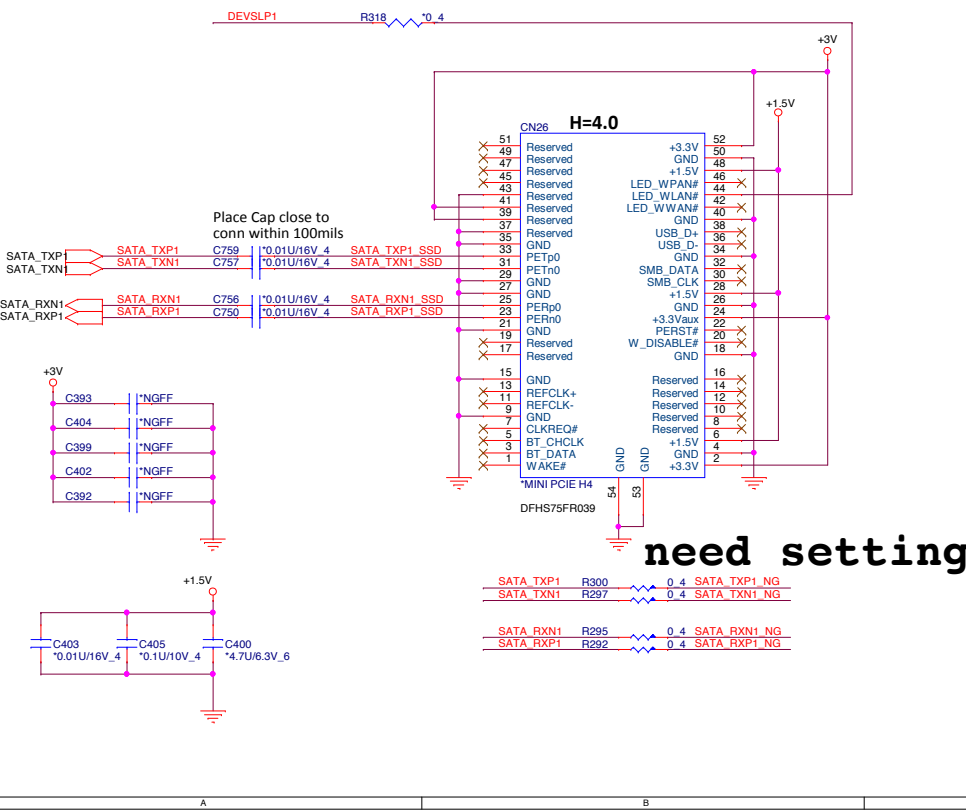 DEVSLP1 R318 *0_4
+3V
+1.5V
CN26 H=4.0
51 Reserved +3.3V 52
49 Reserved GND 50
47 Reserved +1.5V 48
45 Reserved LED_WPAN# 46
43 Reserved LED_WLAN# 44
41 Reserved LED_WWAN# 42
39 Reserved GND 40
37 Reserved USB_D+ 38
35 GND USB_D- 36
33 PETp0 GND 34
31 PETn0 SMB_DATA 32
29 GND SMB_CLK 30
27 GND +1.5V 28
25 PERp0 GND 26
23 PERn0 +3.3Vaux 24
21 GND PERST# 22
19 Reserved W_DISABLE# 20
17 Reserved GND 18
15 GND Reserved 16
13 REFCLK+ Reserved 14
11 REFCLK- Reserved 12
9 GND Reserved 10
7 CLKREQ# Reserved 8
5 BT_CHCLK +1.5V 6
3 BT_DATA GND 4
1 WAKE# +3.3V 2
GND GND
54 53
*MINI PCIE H4
DFHS75FR039
Place Cap close to
conn within 100mils
SATA_TXP1 SATA_TXP1 C759 *0.01U/16V_4 SATA_TXP1_SSD
SATA_TXN1 SATA_TXN1 C757 *0.01U/16V_4 SATA_TXN1_SSD
SATA_RXN1 SATA_RXN1 C756 *0.01U/16V_4 SATA_RXN1_SSD
SATA_RXP1 SATA_RXP1 C750 *0.01U/16V_4 SATA_RXP1_SSD
+3V
C393 *NGFF
C404 *NGFF
C399 *NGFF
C402 *NGFF
C392 *NGFF
need setting
SATA_TXP1 R300 0_4 SATA_TXP1_NG
SATA_TXN1 R297 0_4 SATA_TXN1_NG
SATA_RXN1 R295 0_4 SATA_RXN1_NG
SATA_RXP1 R292 0_4 SATA_RXP1_NG
+1.5V
C403 C405 C400
*0.01U/16V_4 *0.1U/10V_4 *4.7U/6.3V_6
A B